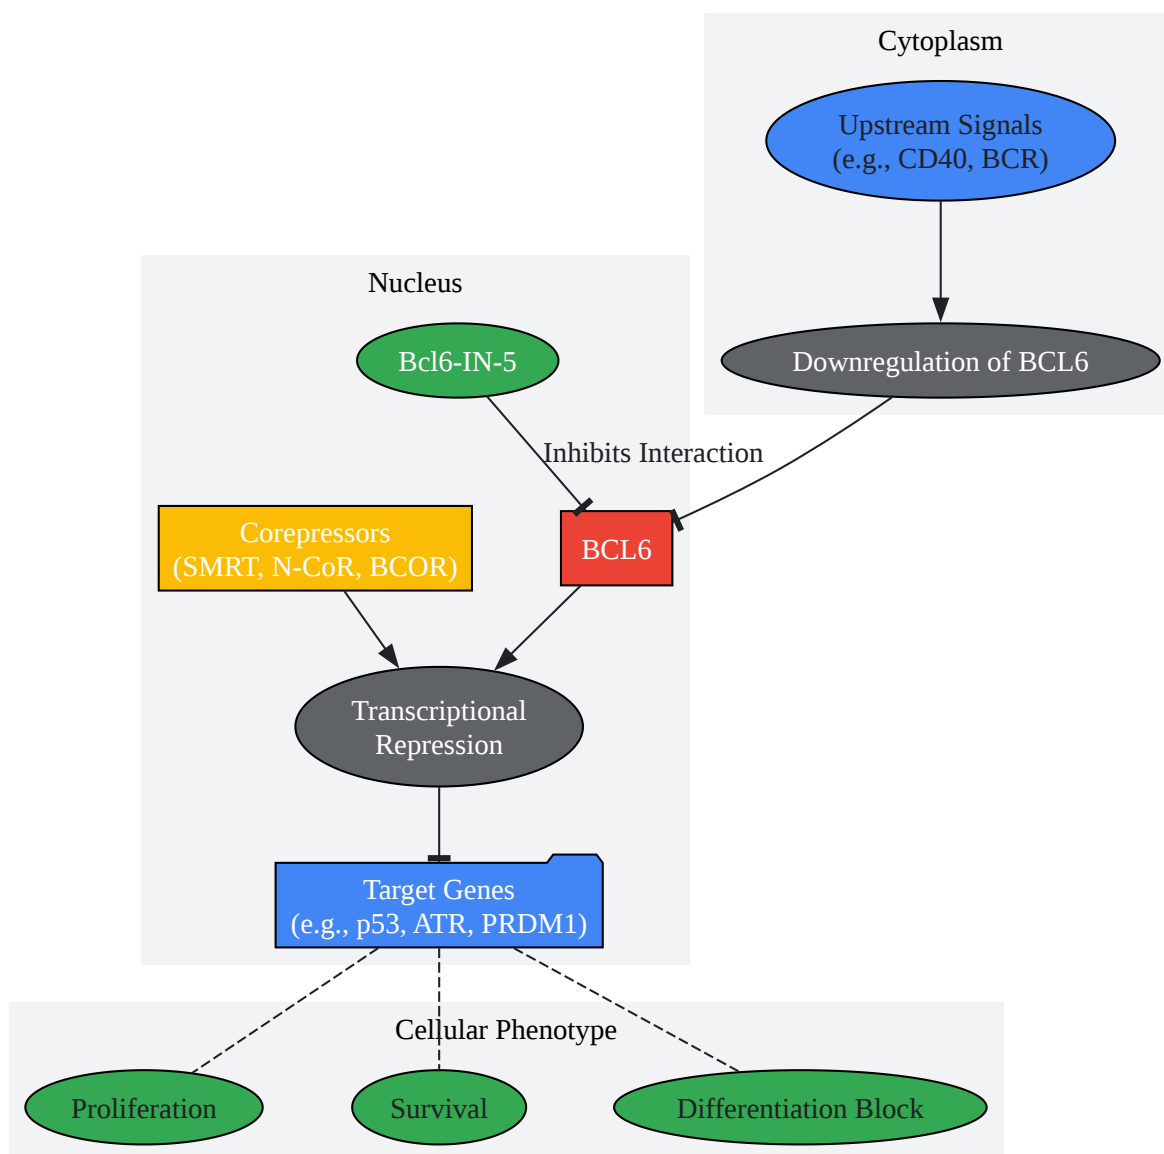 Cytoplasm
Upstream Signals
(e.g., CD40, BCR)
Nucleus
Bcl6-IN-5
Downregulation of BCL6
Inhibits Interaction
Corepressors
(SMRT, N-CoR, BCOR)
BCL6
Transcriptional
Repression
Target Genes
(e.g., p53, ATR, PRDM1)
Cellular Phenotype
Proliferation
Survival
Differentiation Block